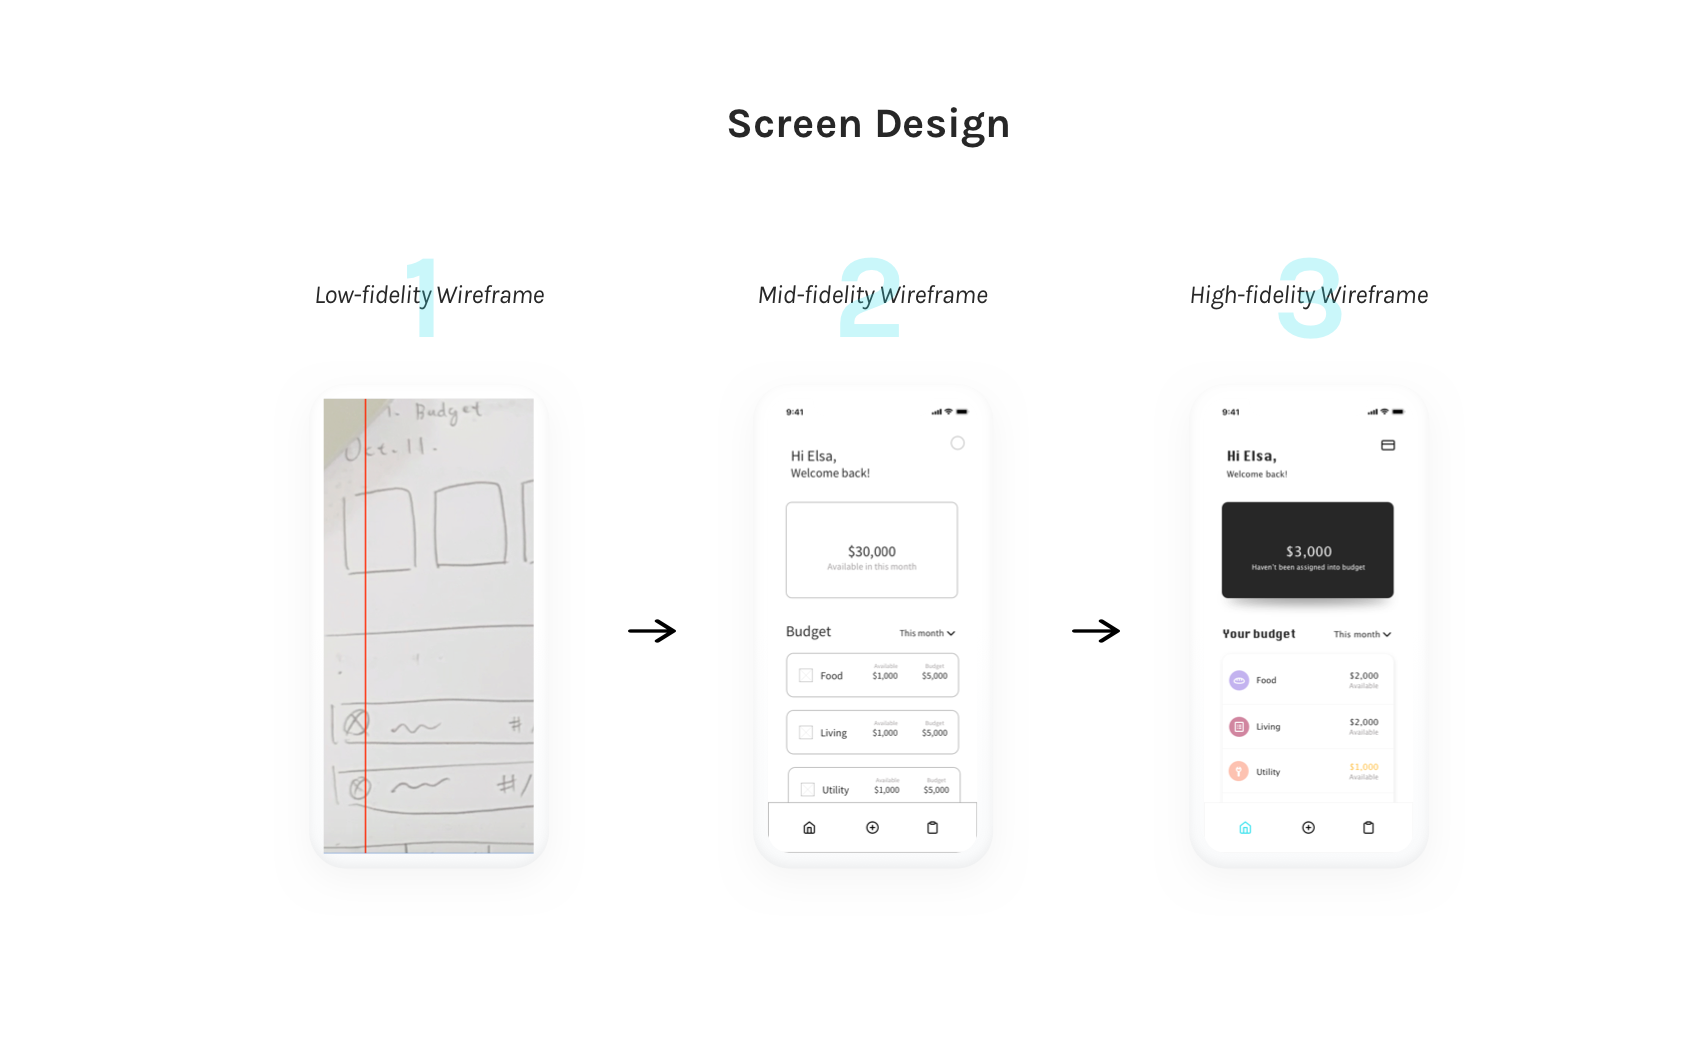 Screen Design
1
Low-fidelity Wireframe
1. Budget
Oct. 11.
#/
2
Mid-fidelity Wireframe
9:41
Hi Elsa,
Welcome back!
$30,000
Available in this month
Budget
This month
Food
Available
$1,000
Budget
$5,000
Living
Available
$1,000
Budget
$5,000
Utility
Available
$1,000
Budget
$5,000
3
High-fidelity Wireframe
9:41
Hi Elsa,
Welcome back!
$3,000
Haven't been assigned into budget
Your budget
This month
Food
$2,000
Available
Living
$2,000
Available
Utility
$1,000
Available